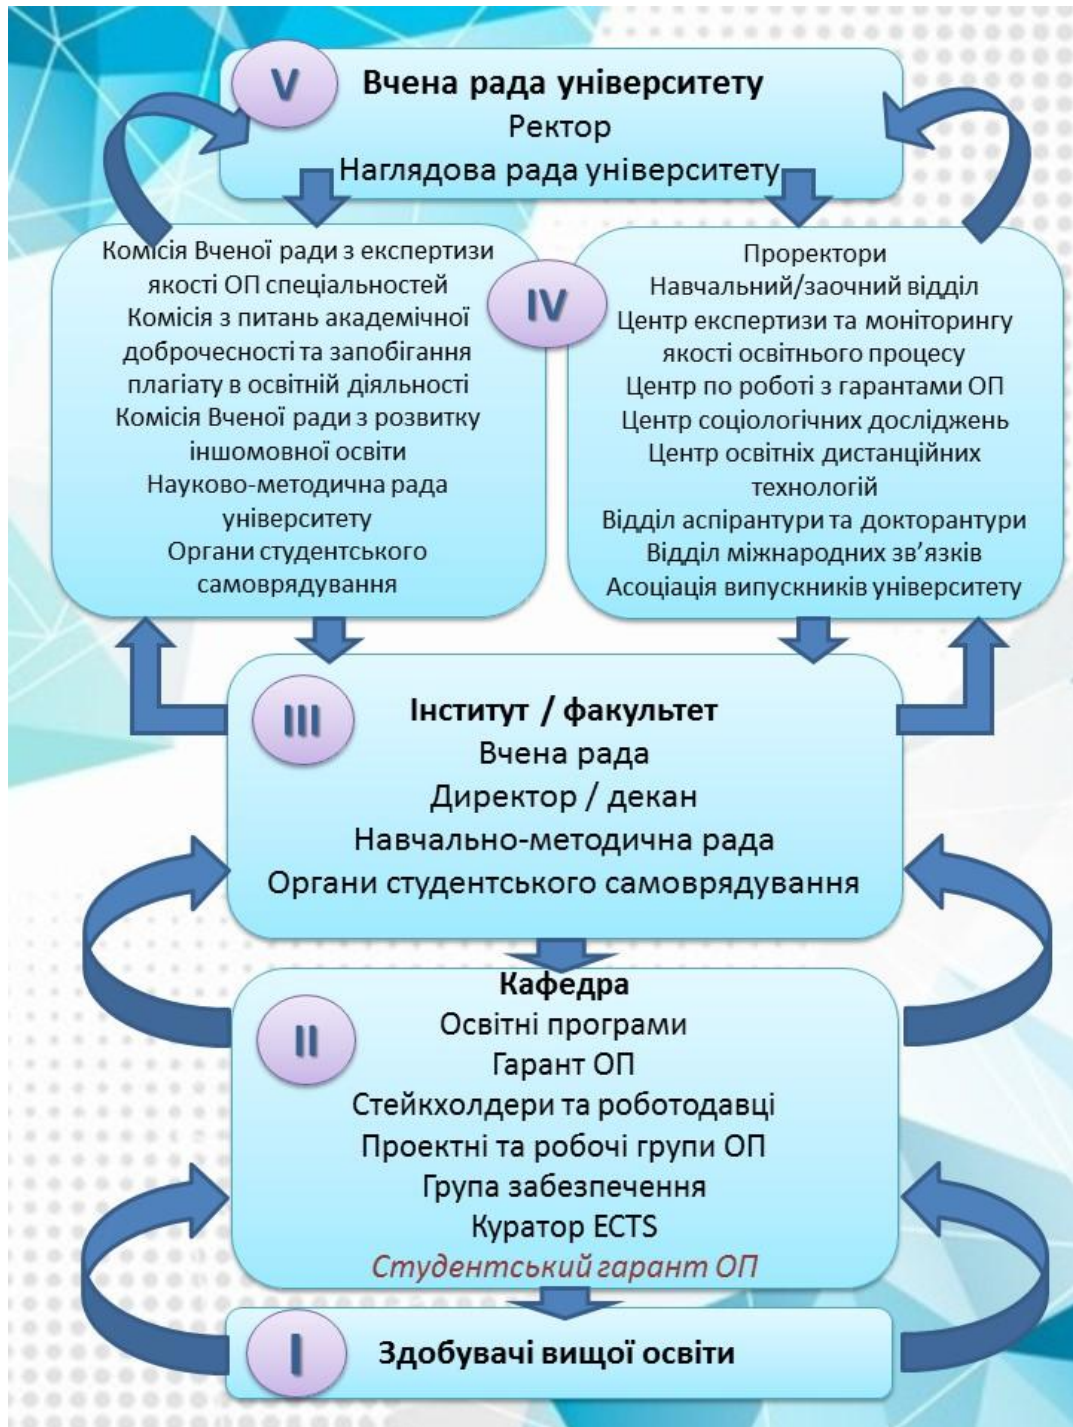 V
Вчена рада університету
Ректор
Наглядова рада університету
Комісія Вченої ради з експертизи
якості ОП спеціальностей
Комісія з питань академічної
доброчесності та запобігання
плагіату в освітній діяльності
Комісія Вченої ради з розвитку
іншомовної освіти
Науково-методична рада
університету
Органи студентського
самоврядування
IV
Проректори
Навчальний/заочний відділ
Центр експертизи та моніторингу
якості освітнього процесу
Центр по роботі з гарантами ОП
Центр соціологічних досліджень
Центр освітніх дистанційних
технологій
Відділ аспірантури та докторантури
Відділ міжнародних зв’язків
Асоціація випускників університету
III
Інститут / факультет
Вчена рада
Директор / декан
Навчально-методична рада
Органи студентського самоврядування
II
Кафедра
Освітні програми
Гарант ОП
Стейкхолдери та роботодавці
Проектні та робочі групи ОП
Група забезпечення
Куратор ECTS
Студентський гарант ОП
I
Здобувачі вищої освіти